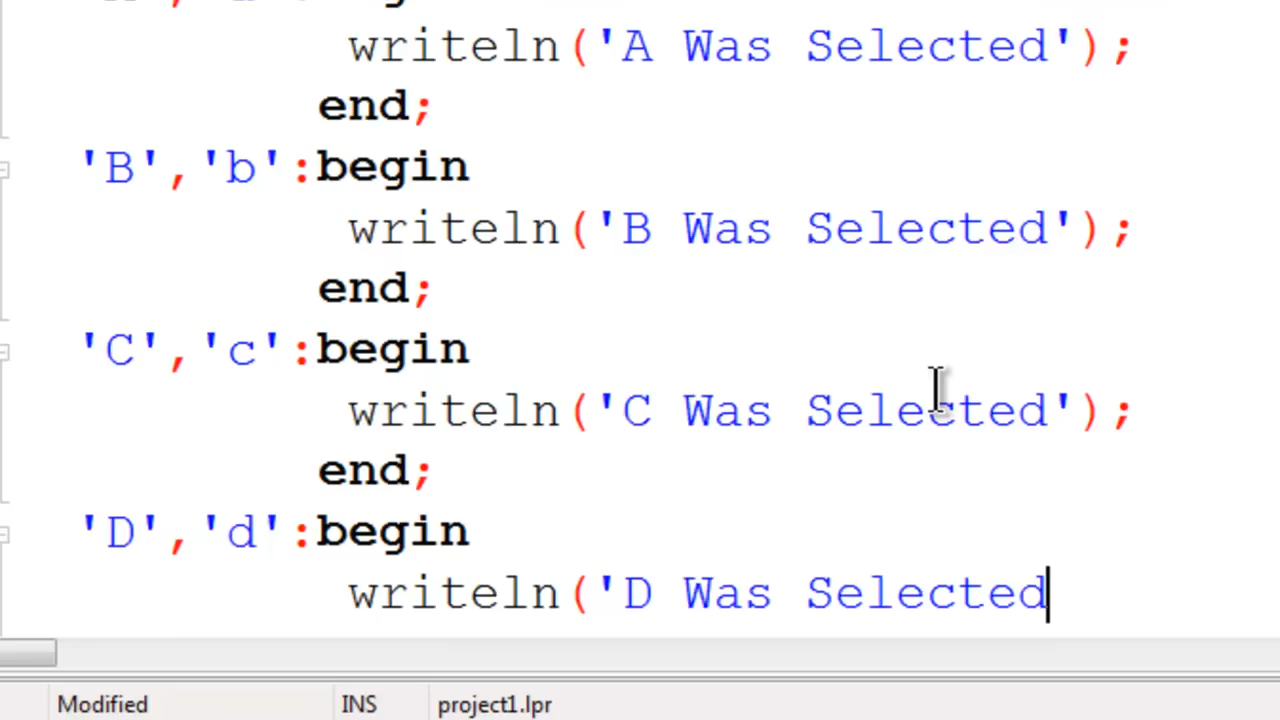 writeln('A Was Selected');
end;
'B','b':begin
writeln('B Was Selected');
end;
'C','c':begin
writeln('C Was Selected');
end;
'D','d':begin
writeln('D Was Selected
Modified INS project1.lpr